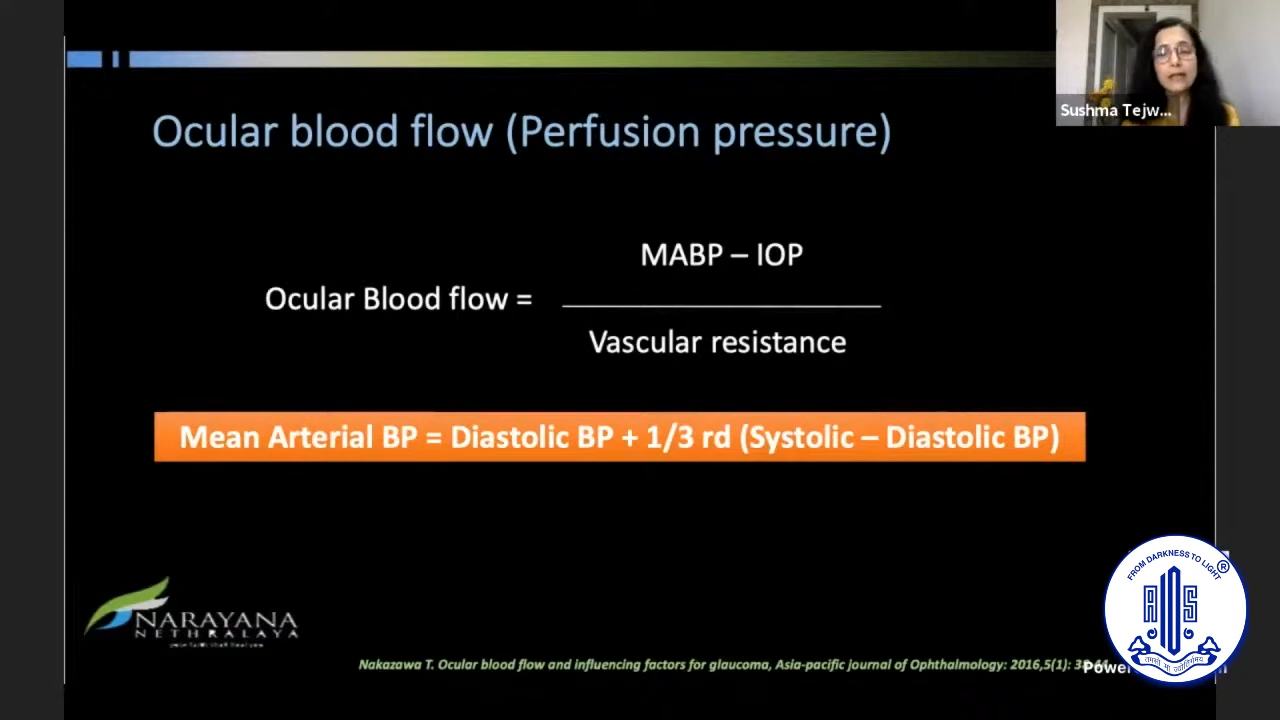 Sushma Tejw...
Ocular blood flow (Perfusion pressure)
MABP – IOP
Ocular Blood flow =
Vascular resistance
Mean Arterial BP = Diastolic BP + 1/3 rd (Systolic – Diastolic BP)
FROM DARKNESS TO LIGHT ®
AIOS
NARAYANA
NETHRALAYA
Nakazawa T. Ocular blood flow and influencing factors for glaucoma, Asia-pacific journal of Ophthalmology: 2016,5(1):
Powe